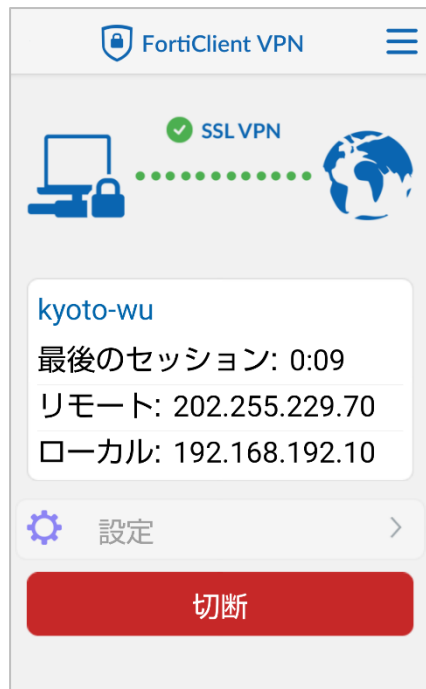 FortiClient VPN
SSL VPN
kyoto-wu
最後のセッション: 0:09
リモート: 202.255.229.70
ローカル: 192.168.192.10
設定
切断